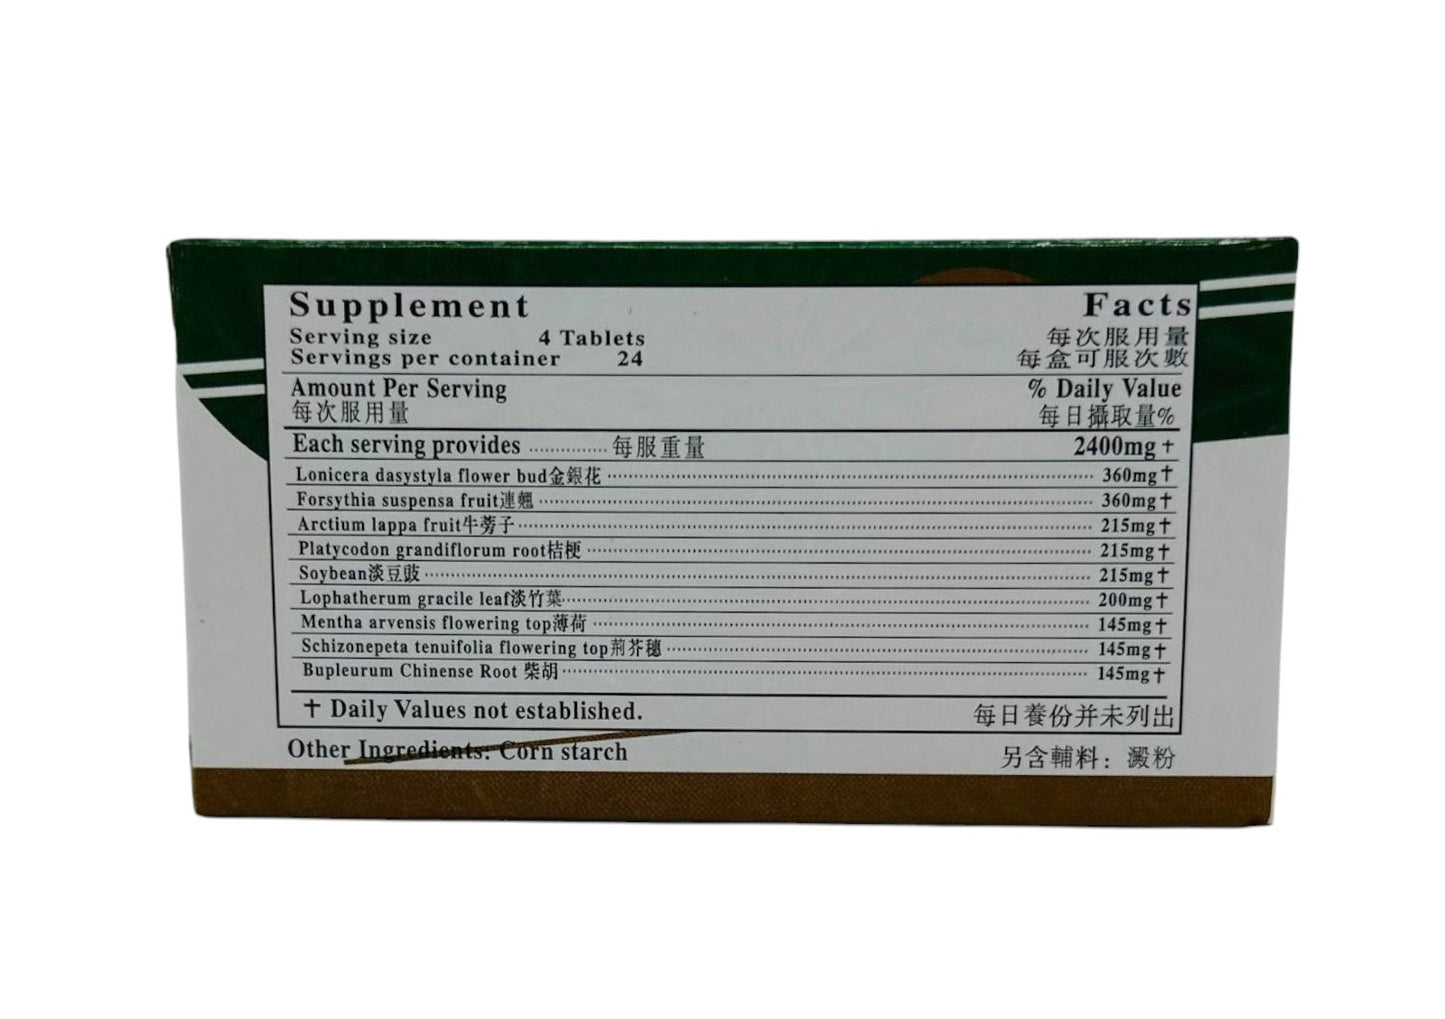 Supplement Facts
Serving size 4 Tablets 每次服用量
Servings per container 24 每盒可服次數
Amount Per Serving % Daily Value
每次服用量 每日攝取量%
Each serving provides ············· 每服重量 2400mg†
Lonicera dasystyla flower bud金銀花 ············· 360mg†
Forsythia suspensa fruit連翹 ············· 360mg†
Arctium lappa fruit牛蒡子 ············· 215mg†
Platycodon grandiflorum root桔梗 ············· 215mg†
Soybean淡豆豉 ············· 215mg†
Lophatherum gracile leaf淡竹葉 ············· 200mg†
Mentha arvensis flowering top薄荷 ············· 145mg†
Schizonepeta tenuifolia flowering top荊芥穗 ············· 145mg†
Bupleurum Chinense Root 柴胡 ············· 145mg†
† Daily Values not established. 每日養份并未列出
Other Ingredients: Corn starch 另含輔料：澱粉